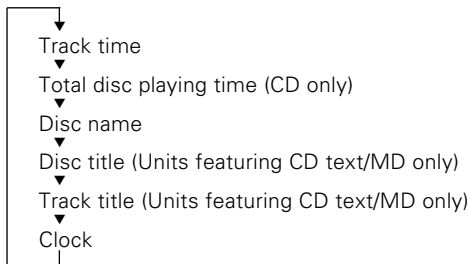 Track time
Total disc playing time (CD only)
Disc name
Disc title (Units featuring CD text/MD only)
Track title (Units featuring CD text/MD only)
Clock